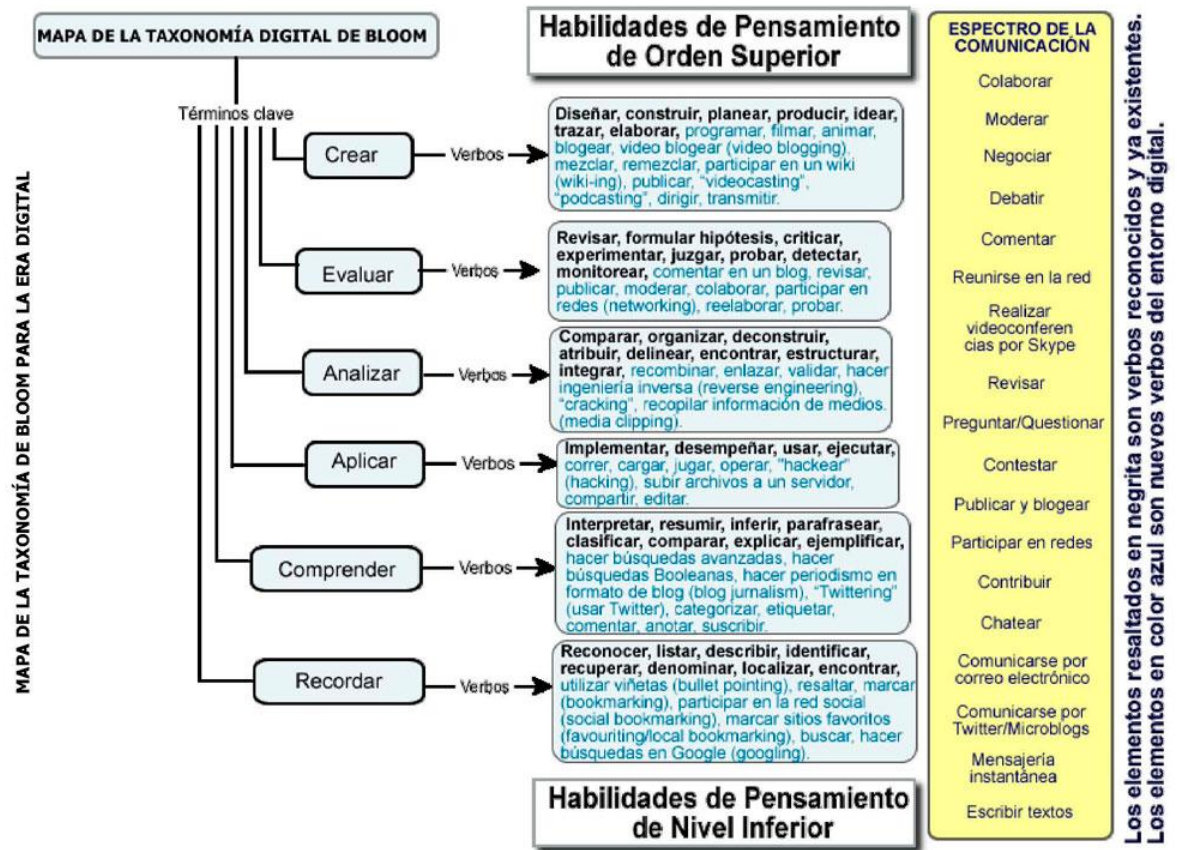 MAPA DE LA TAXONOMÍA DIGITAL DE BLOOM
Habilidades de Pensamiento
de Orden Superior
Términos clave
Crear
Verbos
Diseñar, construir, planear, producir, idear,
trazar, elaborar, programar, filmar, animar,
blogear, video blogear (video blogging),
mezclar, remezclar, participar en un wiki
(wiki-ing), publicar, “videocasting”,
“podcasting”, dirigir, transmitir.
Evaluar
Verbos
Revisar, formular hipótesis, criticar,
experimentar, juzgar, probar, detectar,
monitorear, comentar en un blog, revisar,
publicar, moderar, colaborar, participar en
redes (networking), reelaborar, probar.
Analizar
Verbos
Comparar, organizar, deconstruir,
atribuir, delinear, encontrar, estructurar,
integrar, recombinar, enlazar, validar, hacer
ingeniería inversa (reverse engineering),
“cracking”, recopilar información de medios.
(media clipping).
Aplicar
Verbos
Implementar, desempeñar, usar, ejecutar,
correr, cargar, jugar, operar, "hackear"
(hacking), subir archivos a un servidor,
compartir, editar.
Comprender
Verbos
Interpretar, resumir, inferir, parafrasear,
clasificar, comparar, explicar, ejemplificar,
hacer búsquedas avanzadas, hacer
búsquedas Booleanas, hacer periodismo en
formato de blog (blog jurnalism), “Twittering”
(usar Twitter), categorizar, etiquetar,
comentar, anotar, suscribir.
Recordar
Verbos
Reconocer, listar, describir, identificar,
recuperar, denominar, localizar, encontrar,
utilizar viñetas (bullet pointing), resaltar, marcar
(bookmarking), participar en la red social
(social bookmarking), marcar sitios favoritos
(favouriting/local bookmarking), buscar, hacer
búsquedas en Google (googling).
Habilidades de Pensamiento
de Nivel Inferior
ESPECTRO DE LA
COMUNICACIÓN
Colaborar
Moderar
Negociar
Debatir
Comentar
Reunirse en la red
Realizar
videoconferen
cias por Skype
Revisar
Preguntar/Questionar
Contestar
Publicar y blogear
Participar en redes
Contribuir
Chatear
Comunicarse por
correo electrónico
Comunicarse por
Twitter/Microblogs
Mensajería
instantánea
Escribir textos
MAPA DE LA TAXONOMÍA DE BLOOM PARA LA ERA DIGITAL
Los elementos resaltados en negrita son verbos reconocidos y ya existentes.
Los elementos en color azul son nuevos verbos del entorno digital.